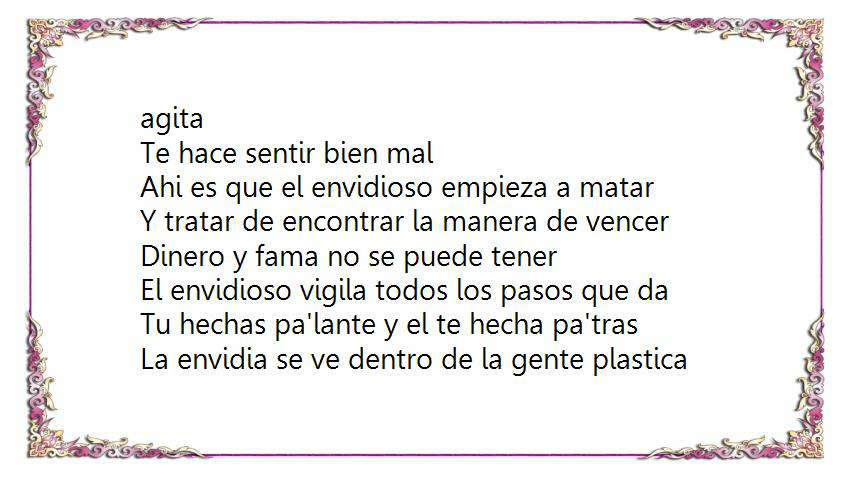 agita
Te hace sentir bien mal
Ahi es que el envidioso empieza a matar
Y tratar de encontrar la manera de vencer
Dinero y fama no se puede tener
El envidioso vigila todos los pasos que da
Tu hechas pa'lante y el te hecha pa'tras
La envidia se ve dentro de la gente plastica